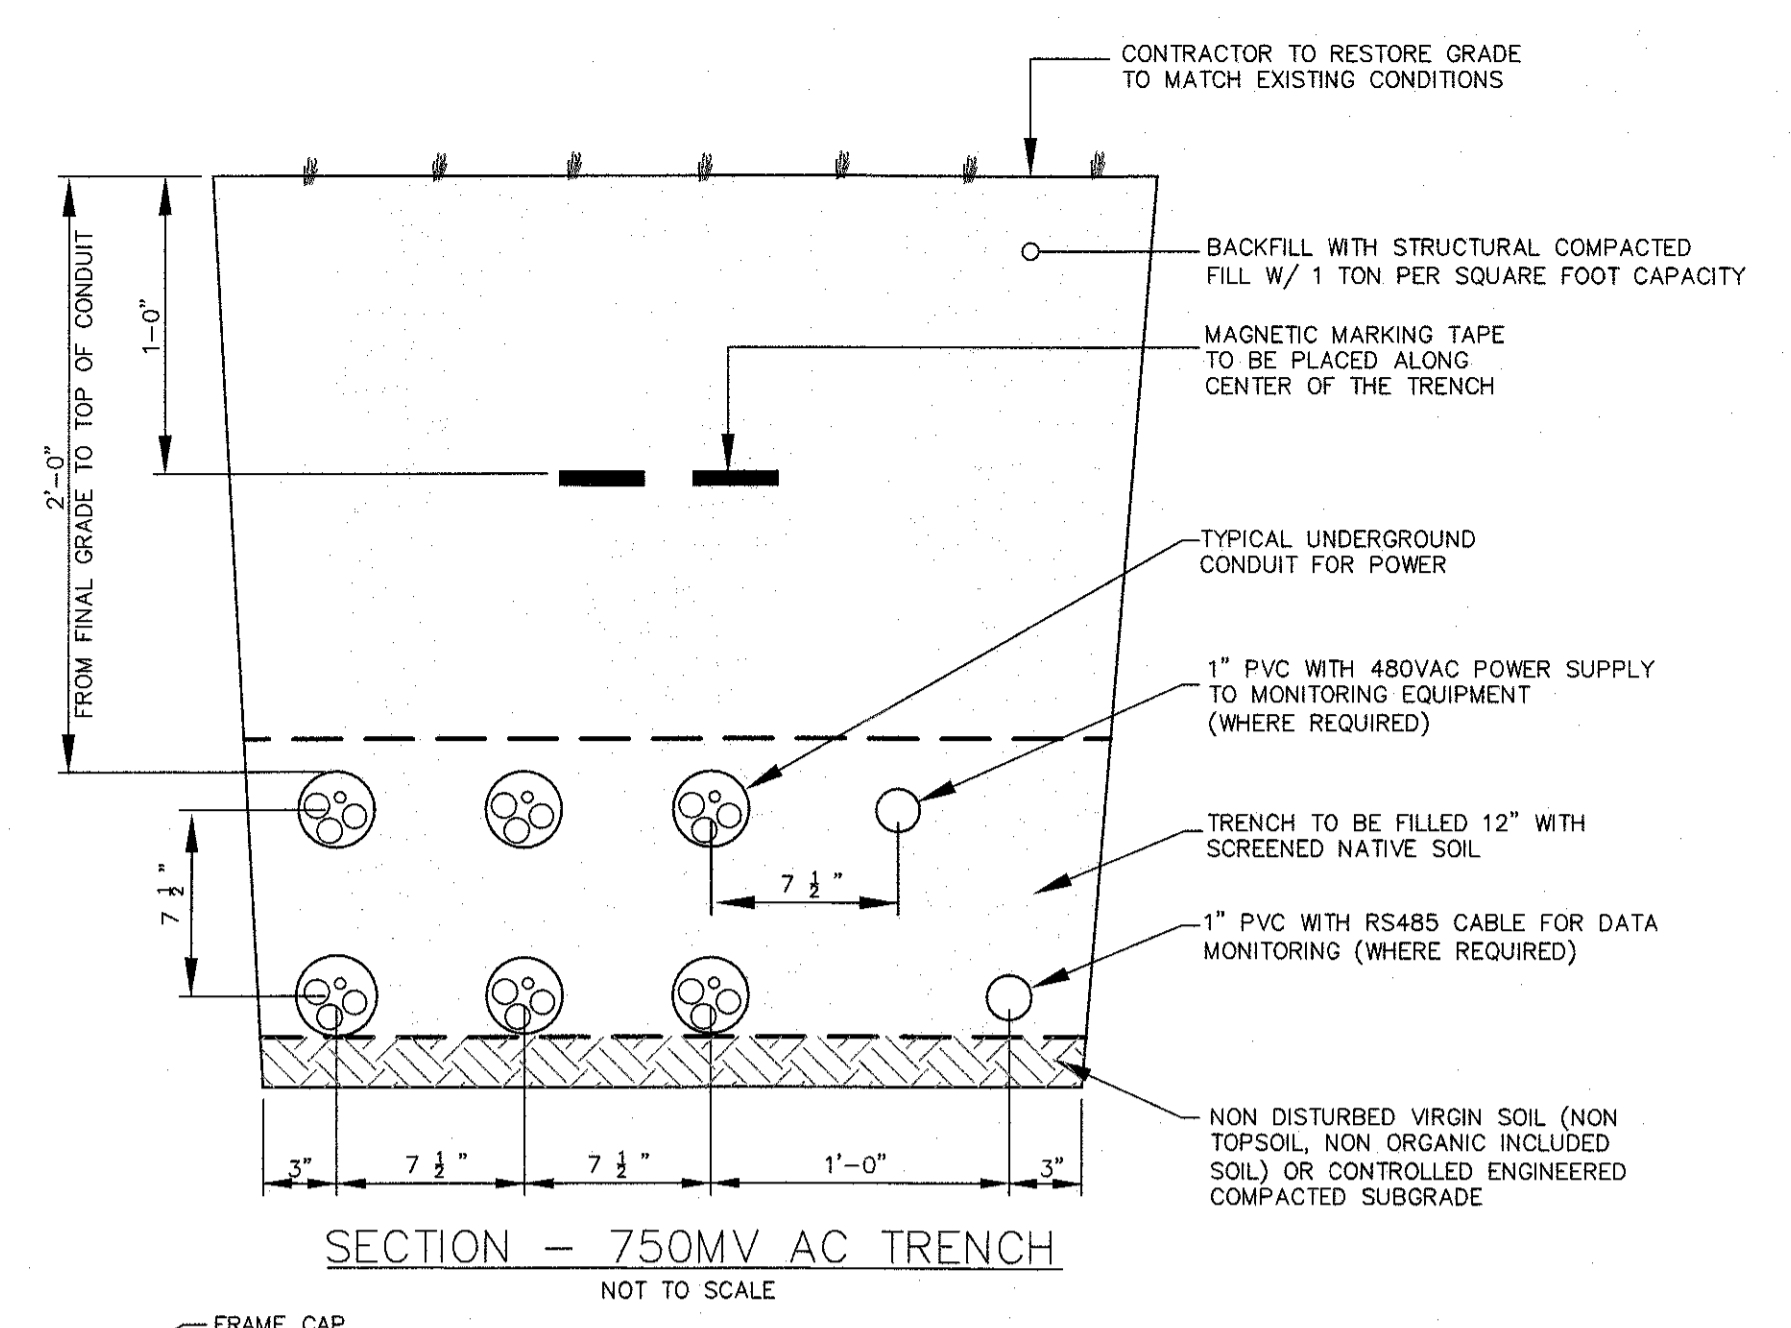 CONTRACTOR TO RESTORE GRADE
TO MATCH EXISTING CONDITIONS
BACKFILL WITH STRUCTURAL COMPACTED
FILL W/ 1 TON PER SQUARE FOOT CAPACITY
MAGNETIC MARKING TAPE
TO BE PLACED ALONG
CENTER OF THE TRENCH
2'-0"
FROM FINAL GRADE TO TOP OF CONDUIT
1-0"
TYPICAL UNDERGROUND
CONDUIT FOR POWER
1" PVC WITH 480VAC POWER SUPPLY
TO MONITORING EQUIPMENT
(WHERE REQUIRED)
TRENCH TO BE FILLED 12" WITH
SCREENED NATIVE SOIL
7 1/2"
7 1/2"
1" PVC WITH RS485 CABLE FOR DATA
MONITORING (WHERE REQUIRED)
NON DISTURBED VIRGIN SOIL (NON
TOPSOIL, NON ORGANIC INCLUDED
SOIL) OR CONTROLLED ENGINEERED
COMPACTED SUBGRADE
3" 7 1/2" 7 1/2" 1'-0" 3"
SECTION - 750MV AC TRENCH
NOT TO SCALE
FRAME CAP